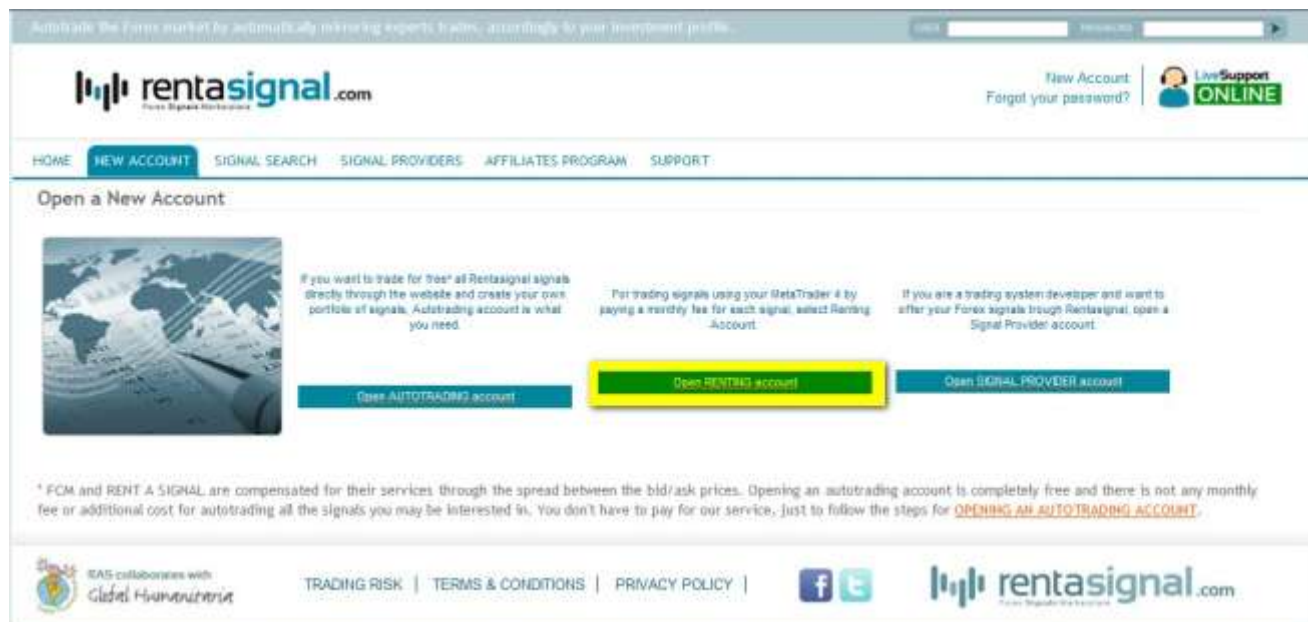 Autotrade the Forex market by automatically mirroring experts trades, accordingly to your investment profile.
USER PASSWORD
rentasignal.com
Forex Signals Marketplace
New Account
Forgot your password?
LiveSupport
ONLINE
HOME NEW ACCOUNT SIGNAL SEARCH SIGNAL PROVIDERS AFFILIATES PROGRAM SUPPORT
Open a New Account
If you want to trade for free* all Rentasignal signals
directly through the website and create your own
portfolio of signals, Autotrading account is what
you need.
Open AUTOTRADING account
For trading signals using your MetaTrader 4 by
paying a monthly fee for each signal, select Renting
Account.
Open RENTING account
If you are a trading system developer and want to
offer your Forex signals trough Rentasignal, open a
Signal Provider account
Open SIGNAL PROVIDER account
* FCM and RENT A SIGNAL are compensated for their services through the spread between the bid/ask prices. Opening an autotrading account is completely free and there is not any monthly
fee or additional cost for autotrading all the signals you may be interested in. You don't have to pay for our service, just to follow the steps for OPENING AN AUTOTRADING ACCOUNT.
RAS collaborates with
Global Humanitaria
TRADING RISK | TERMS & CONDITIONS | PRIVACY POLICY |
rentasignal.com
Forex Signals Marketplace